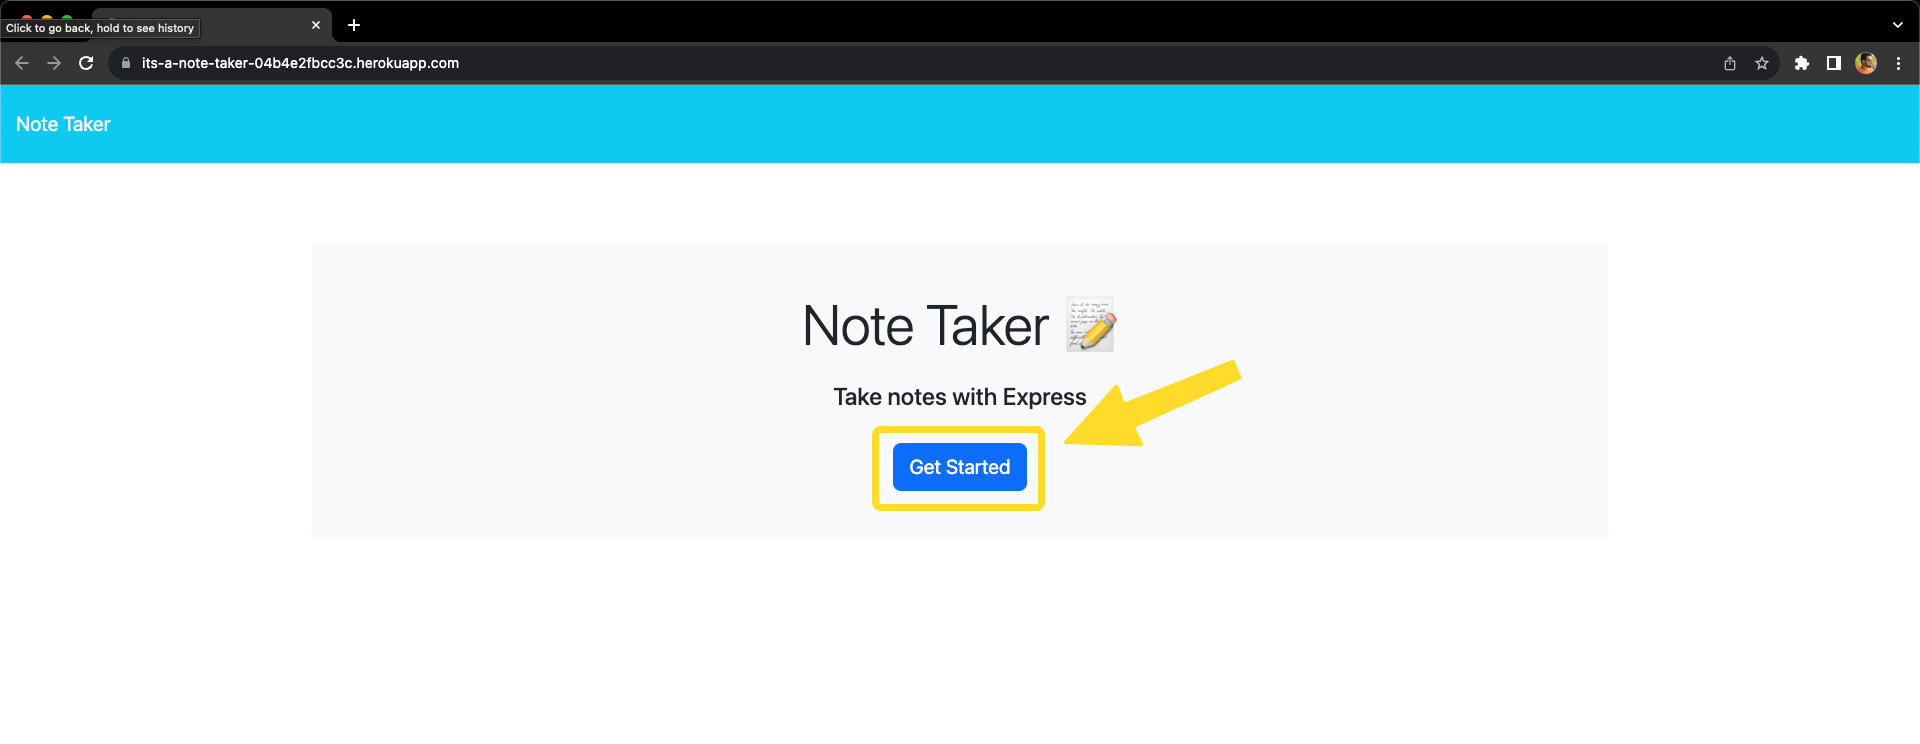 Click to go back, hold to see history
its-a-note-taker-04b4e2fbcc3c.herokuapp.com
Note Taker
Note Taker
Take notes with Express
Get Started